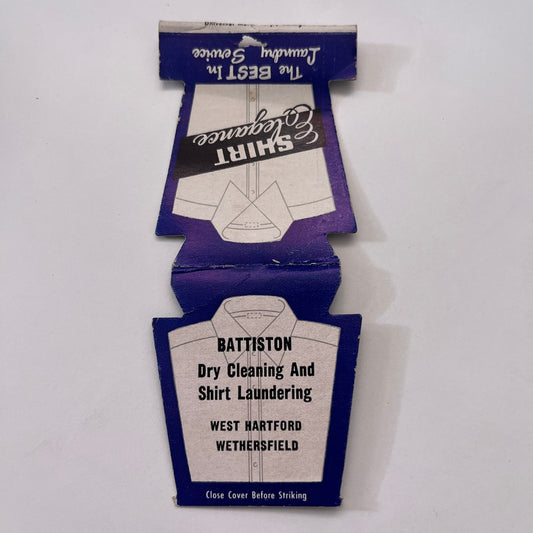 The BEST In
Laundry Service
SHIRT
Elegance
BATTISTON
Dry Cleaning And
Shirt Laundering
WEST HARTFORD
WETHERSFIELD
Close Cover Before Striking